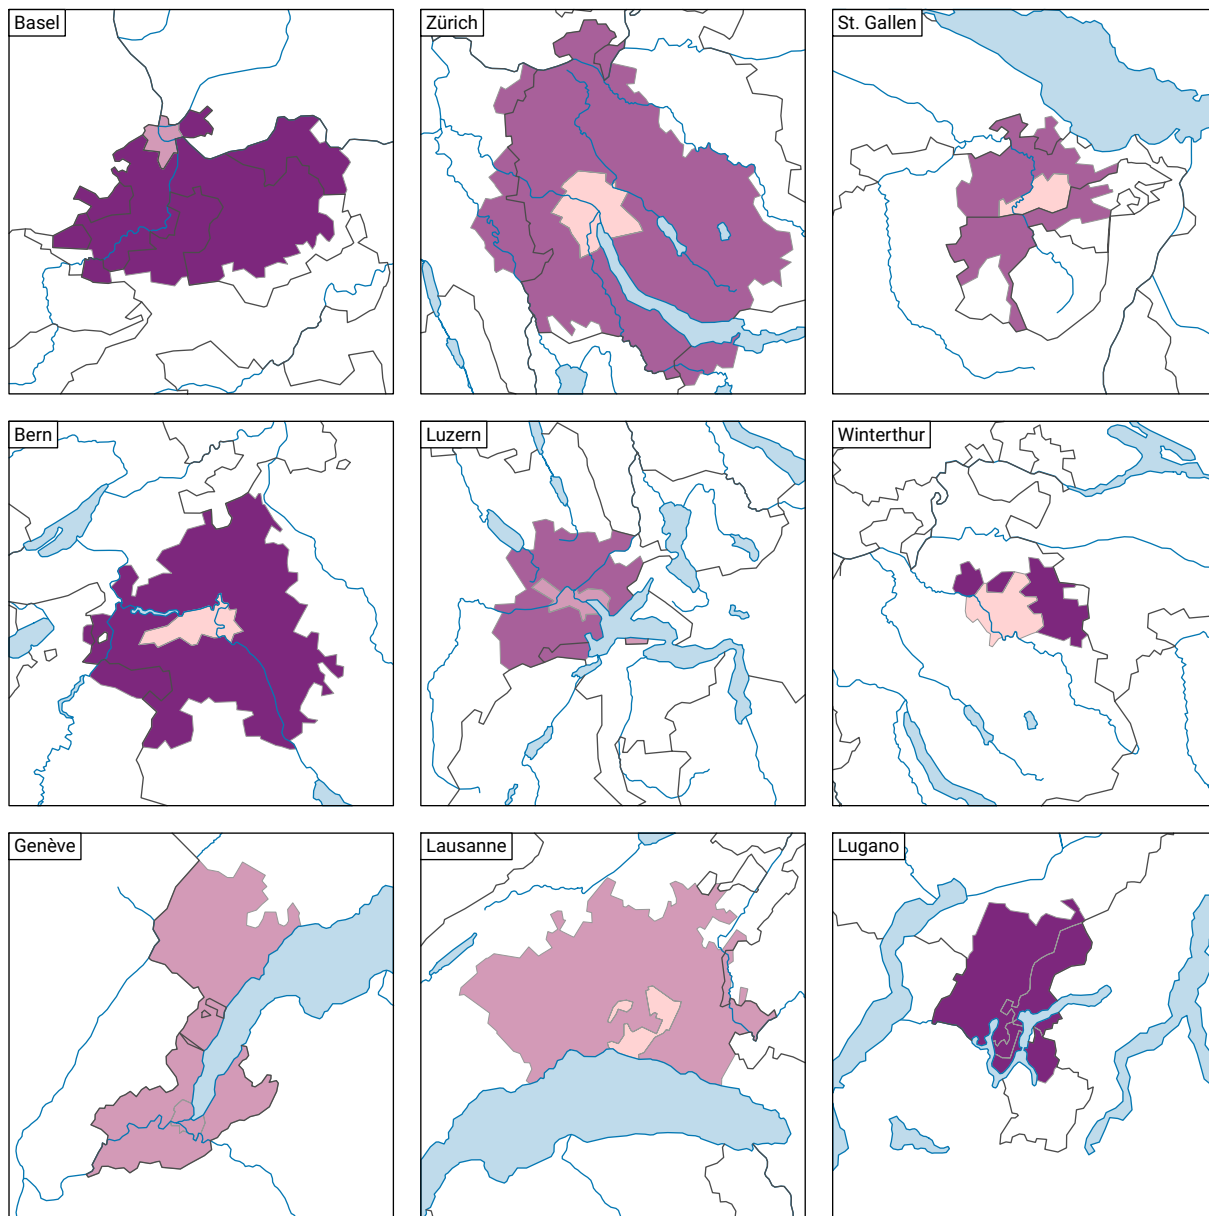 Basel
Zürich
St. Gallen
Bern
Luzern
Winterthur
Genève
Lausanne
Lugano